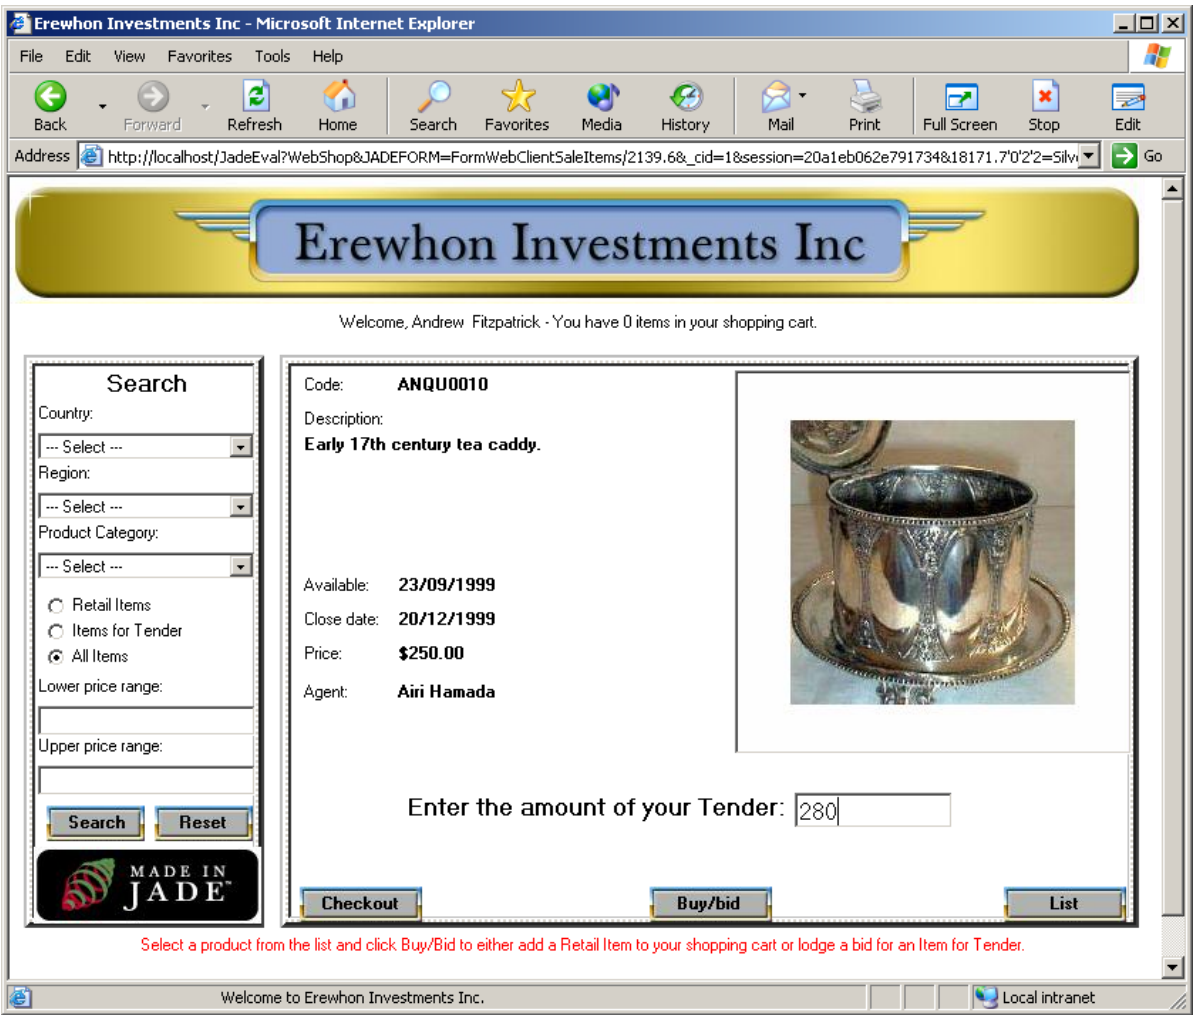 Erewhon Investments Inc - Microsoft Internet Explorer
File Edit View Favorites Tools Help
Back Forward Refresh Home Search Favorites Media History Mail Print Full Screen Stop Edit
Address http://localhost/JadeEval?WebShop&JADEFORM=FormWebClientSaleItems/2139.6&_cid=1&session=20a1eb062e791734&18171.7'0'2'2=Silv Go
Erewhon Investments Inc
Welcome, Andrew Fitzpatrick - You have 0 items in your shopping cart.
Search
Country:
--- Select ---
Region:
--- Select ---
Product Category:
--- Select ---
Retail Items
Items for Tender
All Items
Lower price range:
Upper price range:
Search Reset
MADE IN
JADE™
Code: ANQU0010
Description:
Early 17th century tea caddy.
Available: 23/09/1999
Close date: 20/12/1999
Price: $250.00
Agent: Airi Hamada
Enter the amount of your Tender: 280
Checkout Buy/bid List
Select a product from the list and click Buy/Bid to either add a Retail Item to your shopping cart or lodge a bid for an Item for Tender.
Welcome to Erewhon Investments Inc. Local intranet